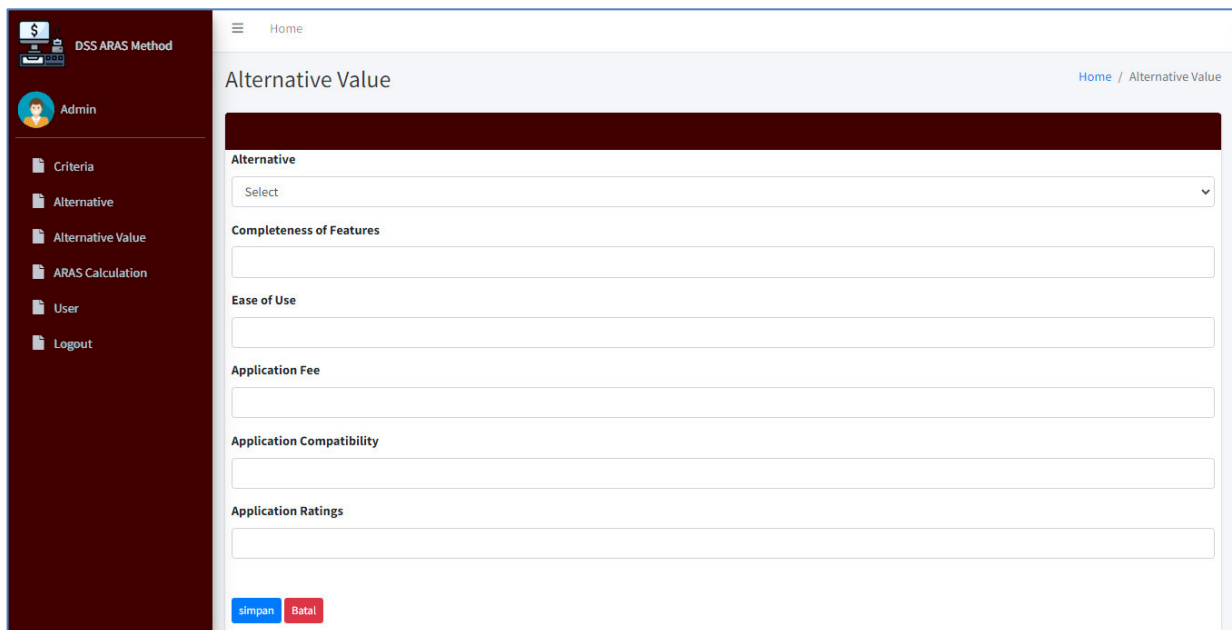 $
DSS ARAS Method
Admin
Criteria
Alternative
Alternative Value
ARAS Calculation
User
Logout
Home
Alternative Value
Home / Alternative Value
Alternative
Select
Completeness of Features
Ease of Use
Application Fee
Application Compatibility
Application Ratings
simpan Batal